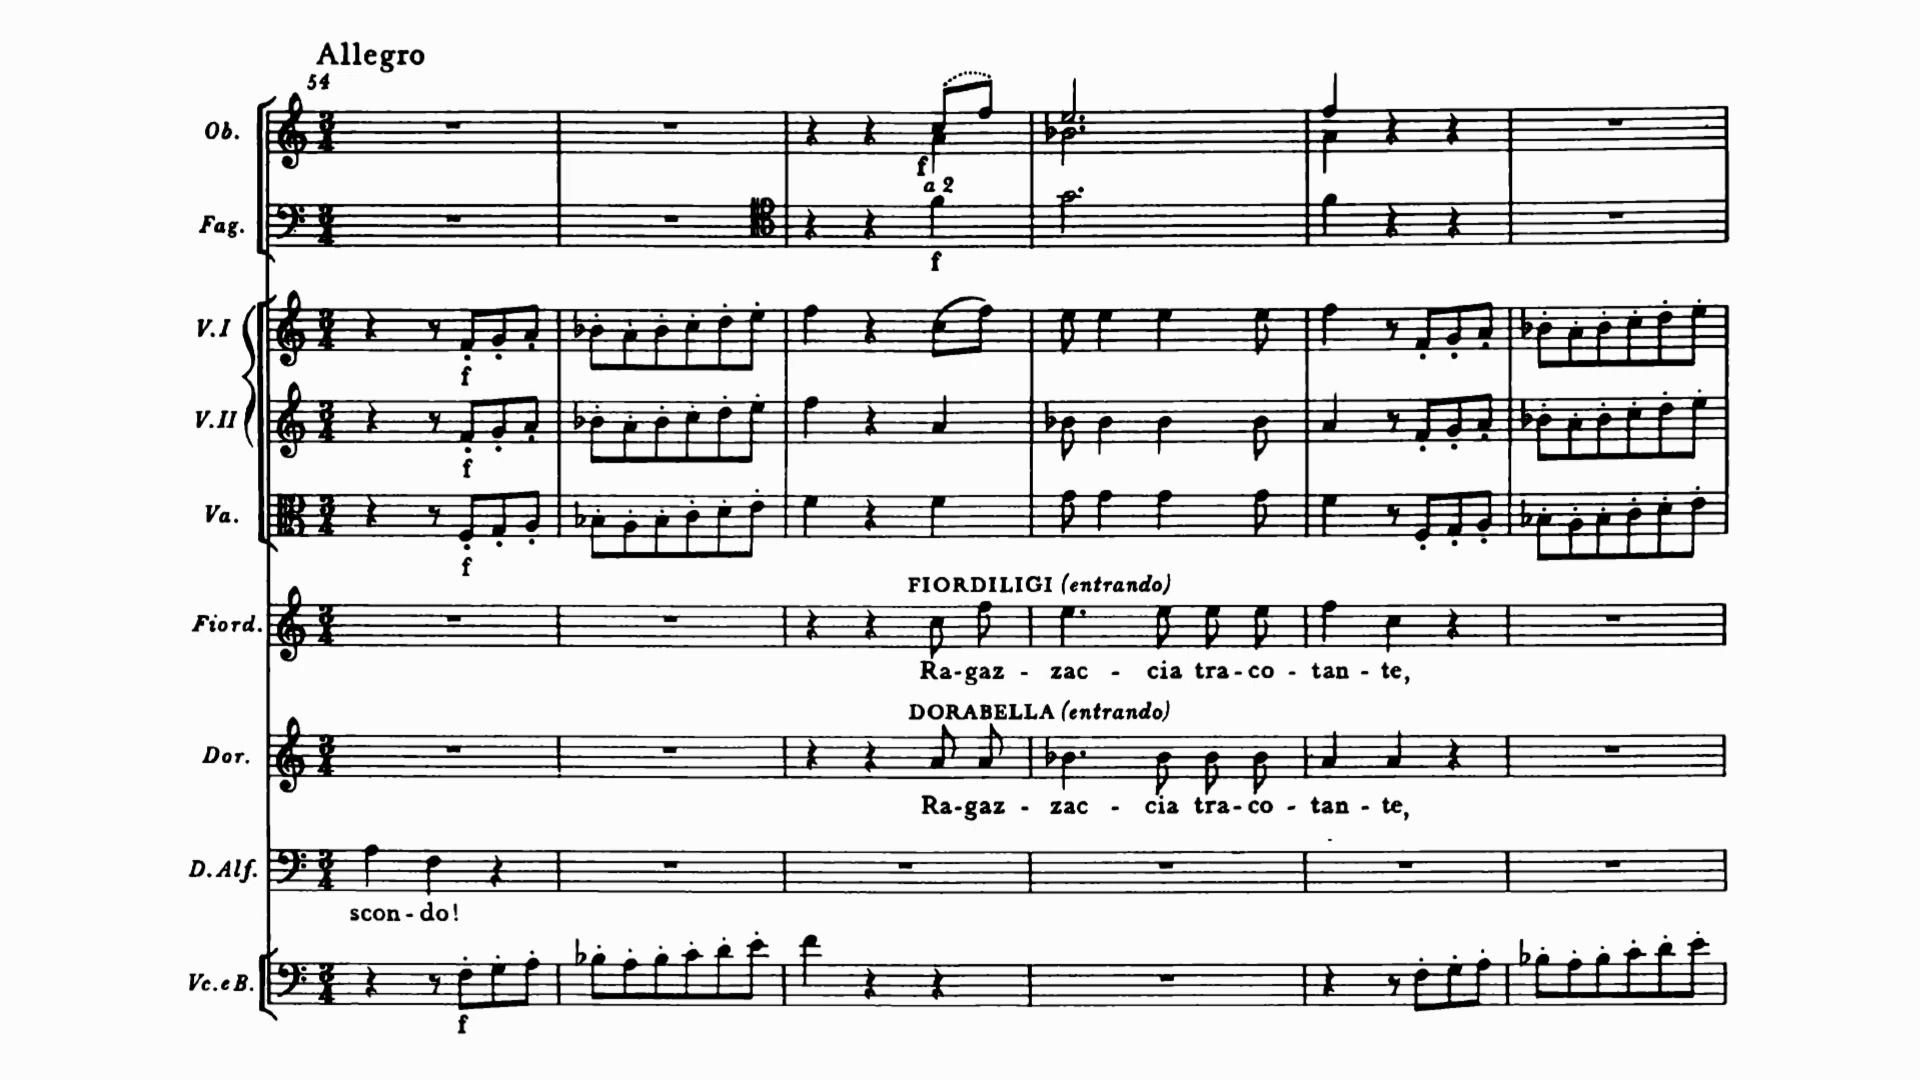 Allegro
54
Ob.
f
a 2
Fag.
f
V. I
f
V. II
f
Va.
f
FIORDILIGI (entrando)
Fiord.
Ra-gaz - zac - cia tra-co - tan - te,
DORABELLA (entrando)
Dor.
Ra-gaz - zac - cia tra-co - tan - te,
D. Alf.
scon-do!
Vc. e B.
f